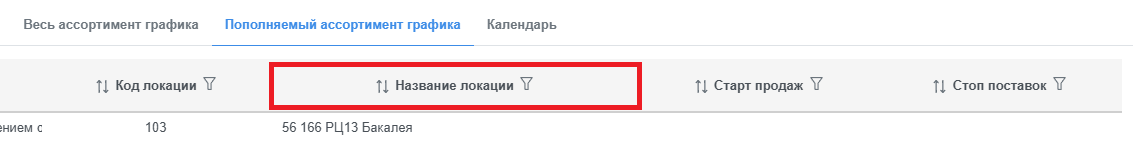 Весь ассортимент графика Пополняемый ассортимент графика Календарь
Код локации Название локации Старт продаж Стоп поставок
ением с 103 56 166 РЦ13 Бакалея